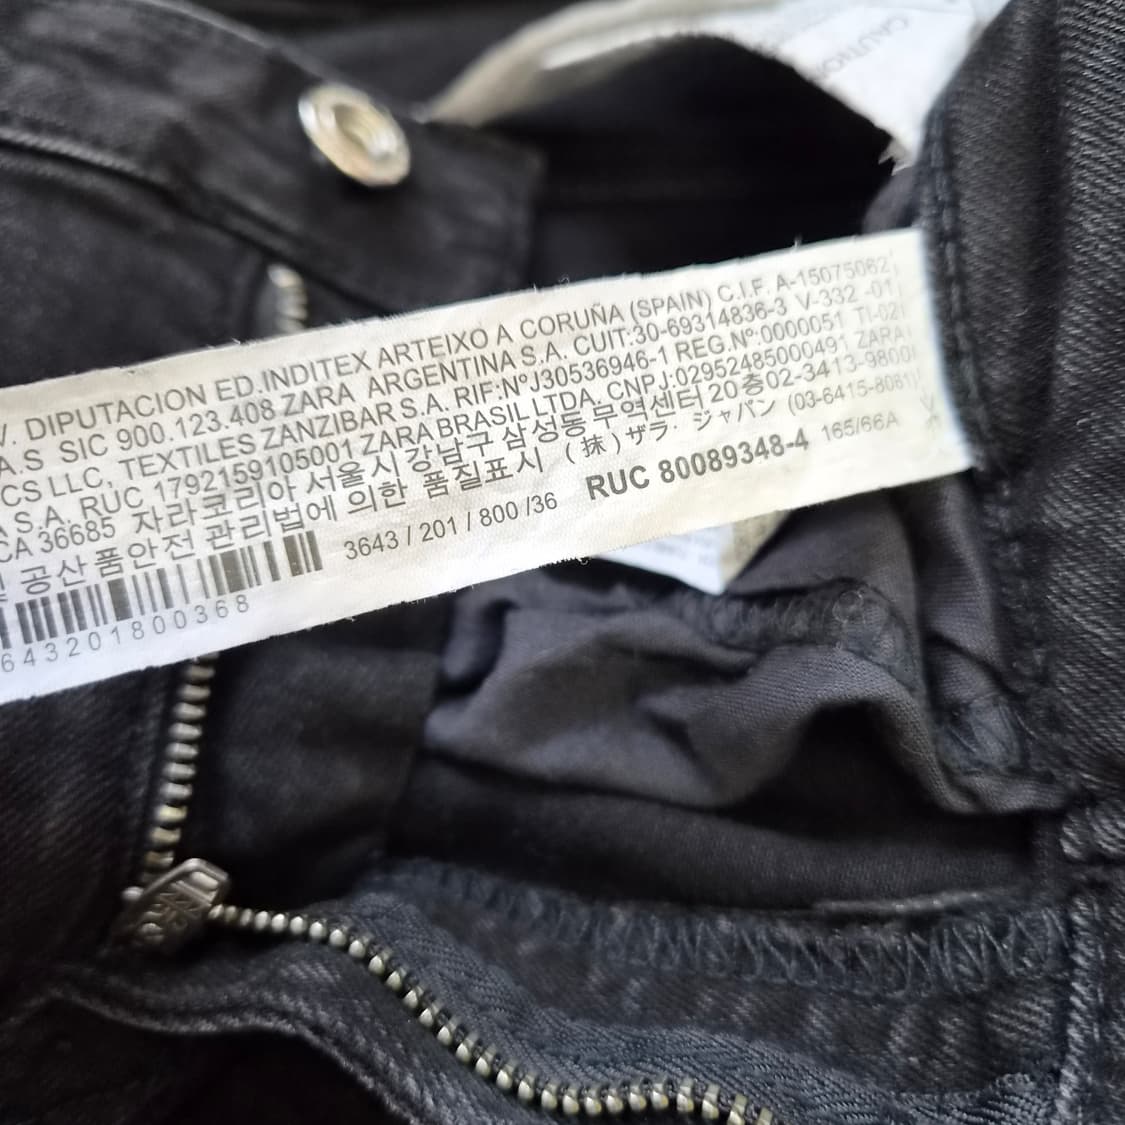 CAUTION
V. DIPUTACION ED.INDITEX ARTEIXO A CORUÑA (SPAIN) C.I.F. A-15075062
A.S SIC 900.123.408 ZARA ARGENTINA S.A. CUIT:30-69314836-3 V-332 -01
CS LLC, TEXTILES ZANZIBAR S.A. RIF:NºJ30536946-1 REG.Nº:0000051 TI-02
S.A. RUC 1792159105001 ZARA BRASIL LTDA. CNPJ:02952485000491 ZARA
CA 36685 자라코리아 서울시 강남구 삼성동 무역센터 20층02-3413-9800
공산품안전 관리법에 의한 품질표시 (株) ザラ・ジャパン (03-6415-8081)
3643 / 201 / 800 /36 RUC 80089348-4 165/66A
643201800368